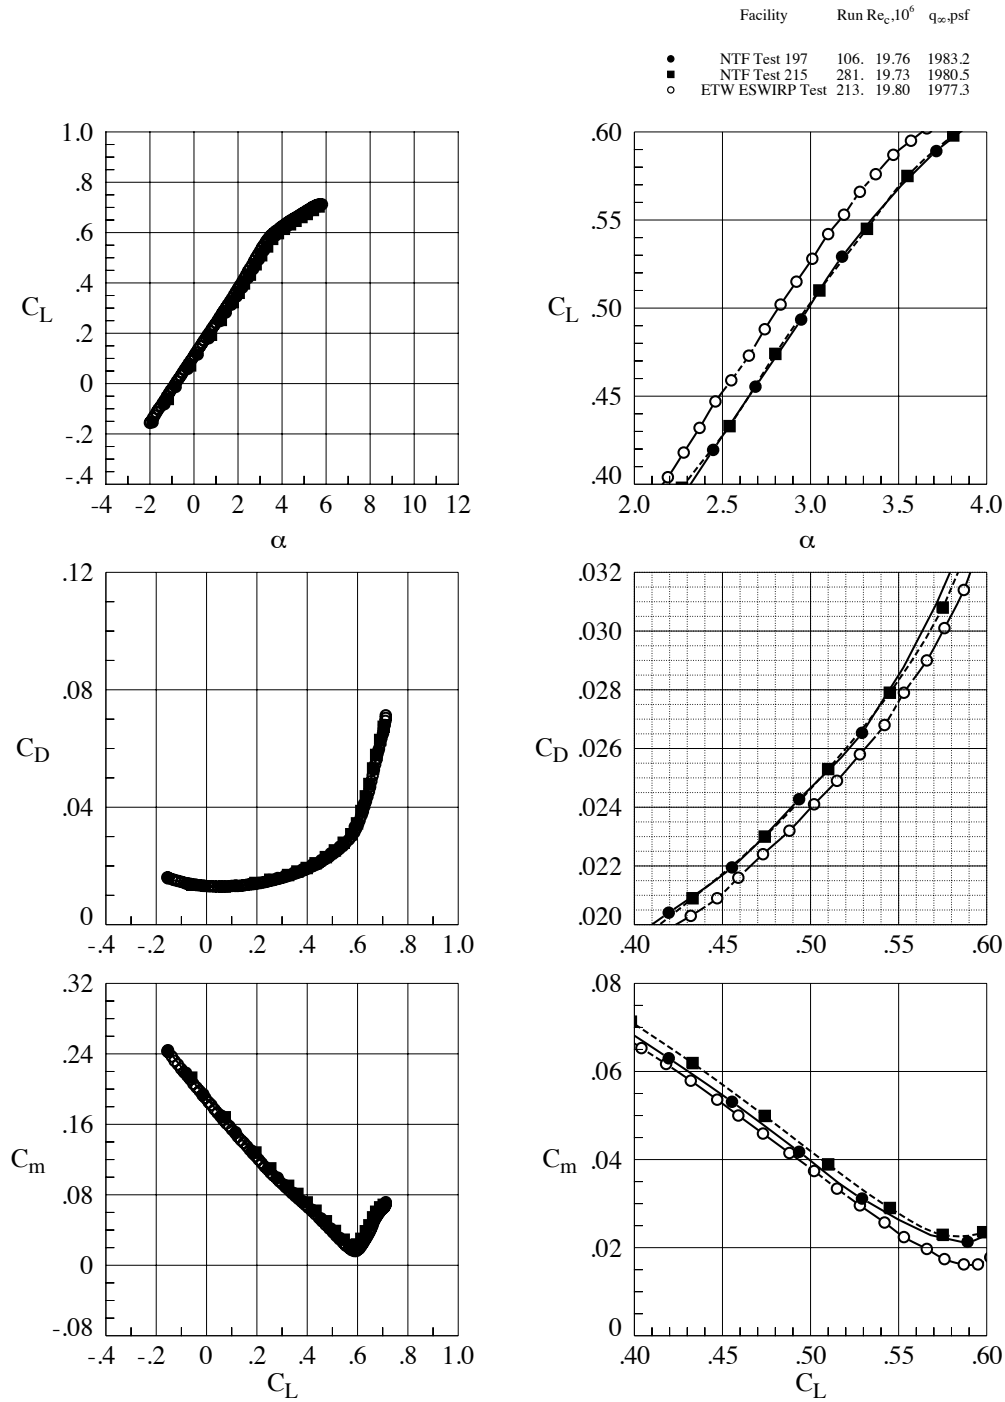 Facility Run Re_c,10^6 q_∞,psf
● NTF Test 197 106. 19.76 1983.2
■ NTF Test 215 281. 19.73 1980.5
○ ETW ESWIRP Test 213. 19.80 1977.3
1.0
.8
.6
.4
.2
0
-.2
-.4
C_L
-4 -2 0 2 4 6 8 10 12
α
.60
.55
.50
.45
.40
C_L
2.0 2.5 3.0 3.5 4.0
α
.12
.08
.04
0
C_D
-.4 -.2 0 .2 .4 .6 .8 1.0
.032
.030
.028
.026
.024
.022
.020
C_D
.40 .45 .50 .55 .60
.32
.24
.16
.08
0
-.08
C_m
-.4 -.2 0 .2 .4 .6 .8 1.0
C_L
.08
.06
.04
.02
0
C_m
.40 .45 .50 .55 .60
C_L